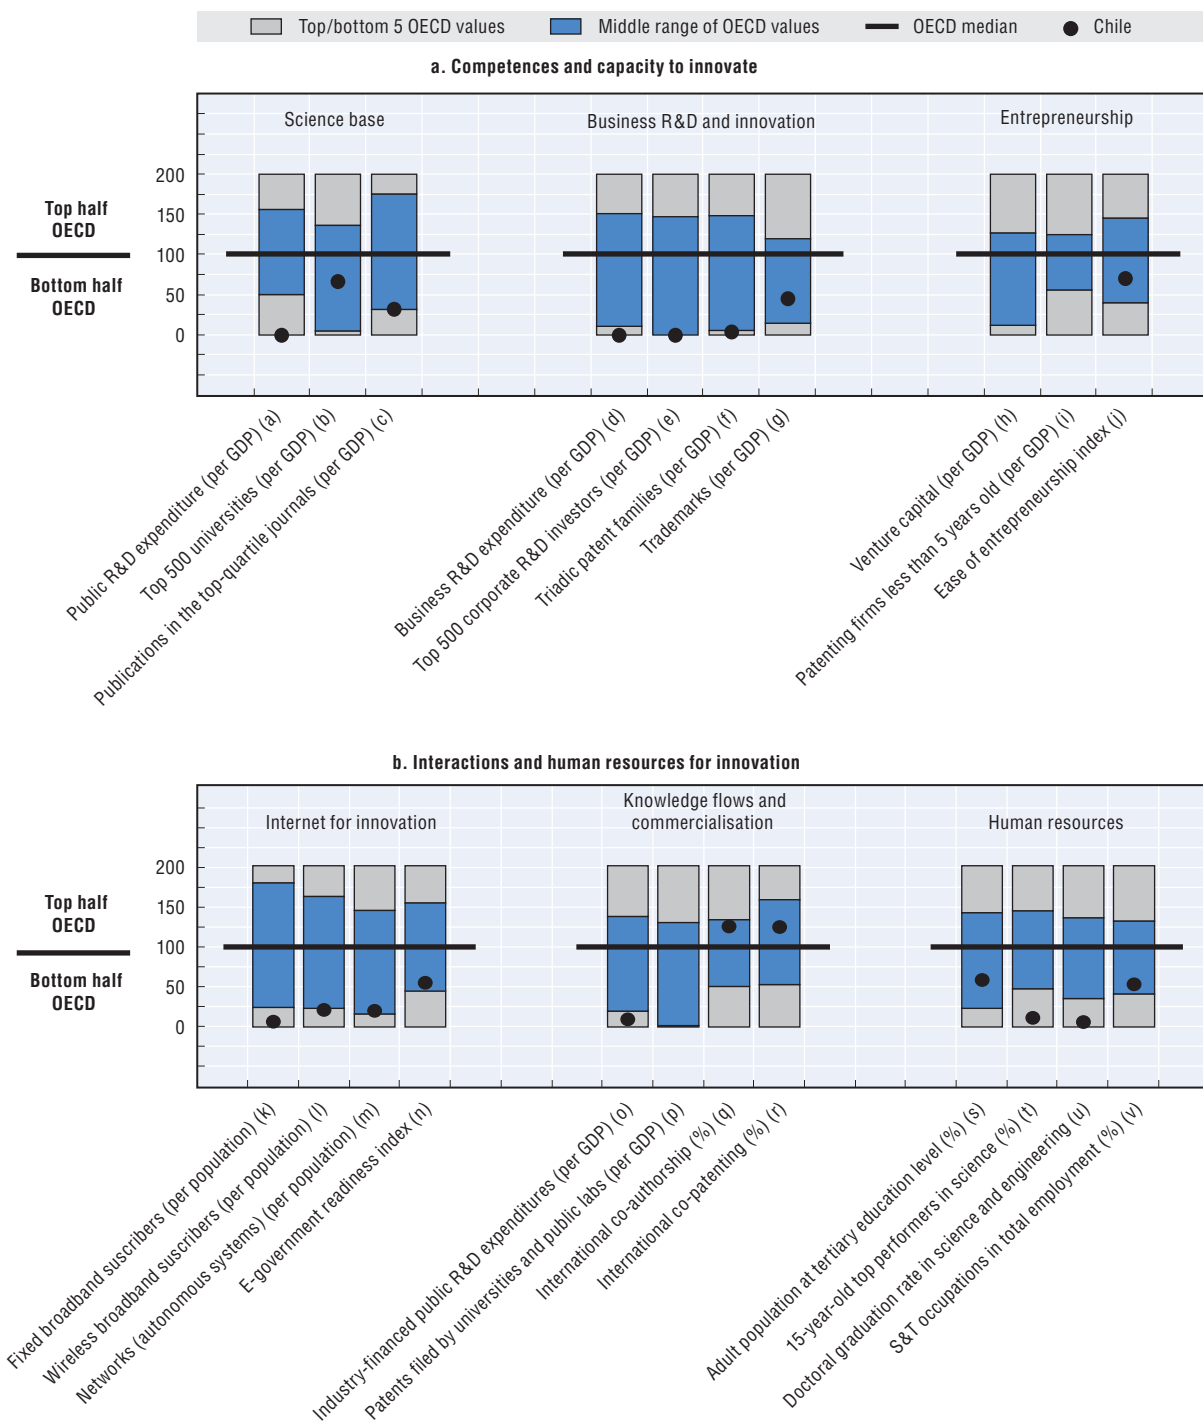 Top/bottom 5 OECD values
Middle range of OECD values
OECD median
Chile
a. Competences and capacity to innovate
Science base
Business R&D and innovation
Entrepreneurship
200
150
100
50
0
Top half
OECD
Bottom half
OECD
Public R&D expenditure (per GDP) (a)
Top 500 universities (per GDP) (b)
Publications in the top-quartile journals (per GDP) (c)
Business R&D expenditure (per GDP) (d)
Top 500 corporate R&D investors (per GDP) (e)
Triadic patent families (per GDP) (f)
Trademarks (per GDP) (g)
Venture capital (per GDP) (h)
Patenting firms less than 5 years old (per GDP) (i)
Ease of entrepreneurship index (j)
b. Interactions and human resources for innovation
Internet for innovation
Knowledge flows and
commercialisation
Human resources
200
150
100
50
0
Top half
OECD
Bottom half
OECD
Fixed broadband suscribers (per population) (k)
Wireless broadband suscribers (per population) (l)
Networks (autonomous systems) (per population) (m)
E-government readiness index (n)
Industry-financed public R&D expenditures (per GDP) (o)
Patents filed by universities and public labs (per GDP) (p)
International co-authorship (%) (q)
International co-patenting (%) (r)
Adult population at tertiary education level (%) (s)
15-year-old top performers in science (%) (t)
Doctoral graduation rate in science and engineering (u)
S&T occupations in total employment (%) (v)